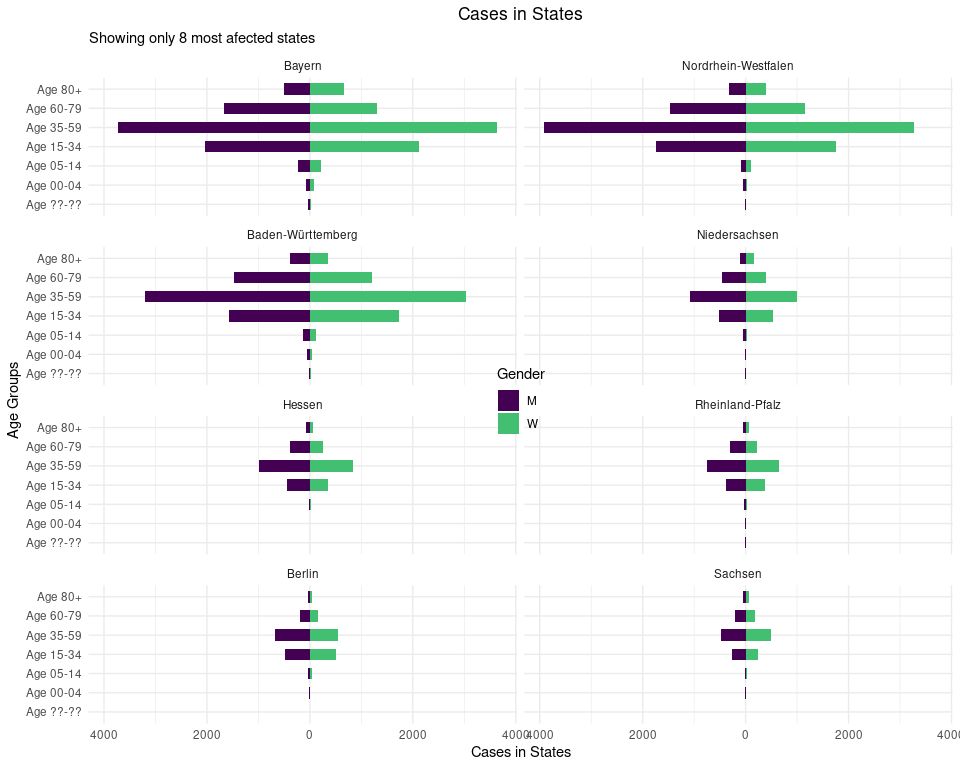 Cases in States
Showing only 8 most afected states
Bayern
Nordrhein-Westfalen
Age 80+
Age 60-79
Age 35-59
Age 15-34
Age 05-14
Age 00-04
Age ??-??
Baden-Württemberg
Niedersachsen
Age 80+
Age 60-79
Age 35-59
Age 15-34
Age 05-14
Age 00-04
Age ??-??
Age Groups
Gender
M
W
Hessen
Rheinland-Pfalz
Age 80+
Age 60-79
Age 35-59
Age 15-34
Age 05-14
Age 00-04
Age ??-??
Berlin
Sachsen
Age 80+
Age 60-79
Age 35-59
Age 15-34
Age 05-14
Age 00-04
Age ??-??
4000 2000 0 2000 4000 4000 2000 0 2000 4000
Cases in States